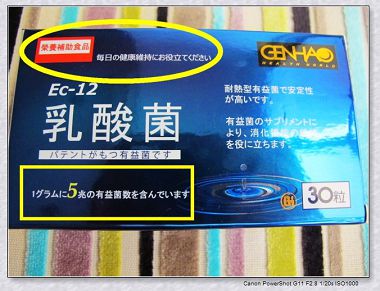 栄養補助食品
毎日の健康維持にお役立てください
GENHAO
HEALTH WORLD
Ec-12
乳酸菌
パテントがもつ有益菌です
耐熱型有益菌で安定性
が高いです。
有益菌のサプリメントに
より、消化
を役に立ちます。
1グラムに5兆の有益菌数を含んでいます
30粒
Canon PowerShot G11 F2.8 1/20s ISO1000